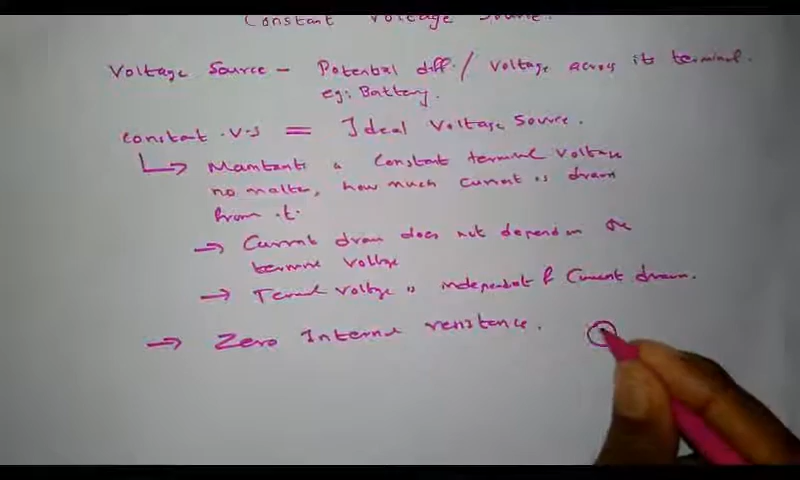 Constant Voltage Source.
Voltage Source - Potential diff. / Voltage across its terminal.
eg: Battery.
Constant .V.S = Ideal Voltage Source.
↳ Maintants a Constant terminal Voltage
no matter, how much current is drawn
from it.
→ Current drawn does not depend on the
terminal voltage
→ Terminal voltage is independent of Current drawn.
→ Zero Internal resistance.